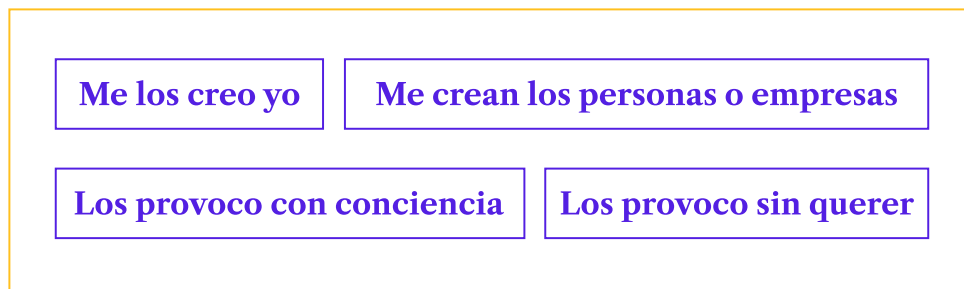 Me los creo yo
Me crean los personas o empresas
Los provoco con conciencia
Los provoco sin querer